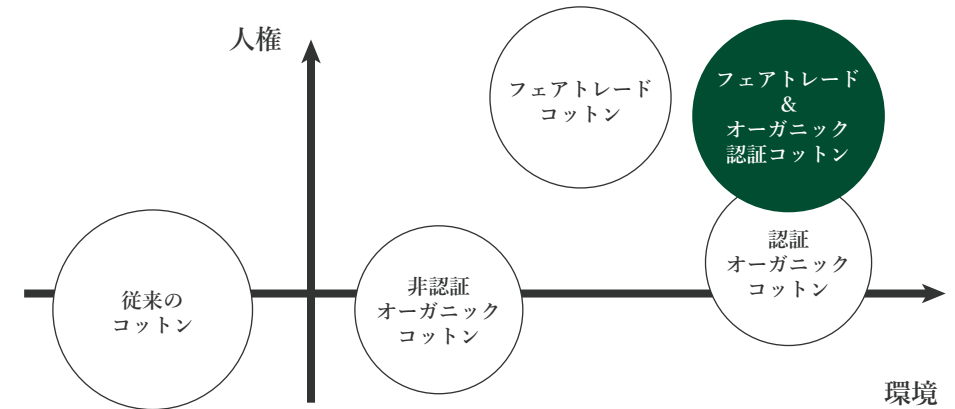 人権
フェアトレード
コットン
フェアトレード
&
オーガニック
認証コットン
認証
オーガニック
コットン
非認証
オーガニック
コットン
従来の
コットン
環境